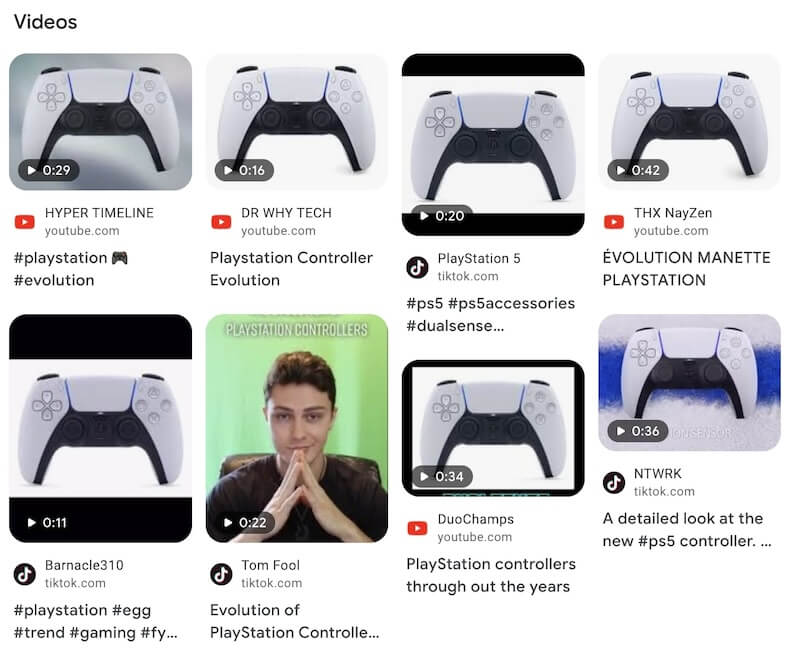 Videos
0:29
HYPER TIMELINE
youtube.com
#playstation 🎮
#evolution
0:16
DR WHY TECH
youtube.com
Playstation Controller
Evolution
0:20
PlayStation 5
tiktok.com
#ps5 #ps5accessories
#dualsense...
0:42
THX NayZen
youtube.com
ÉVOLUTION MANETTE
PLAYSTATION
0:11
Barnacle310
tiktok.com
#playstation #egg
#trend #gaming #fy...
PLAYSTATION CONTROLLERS
0:22
Tom Fool
tiktok.com
Evolution of
PlayStation Controlle...
0:34
DuoChamps
youtube.com
PlayStation controllers
through out the years
0:36
NTWRK
tiktok.com
A detailed look at the
new #ps5 controller. ...